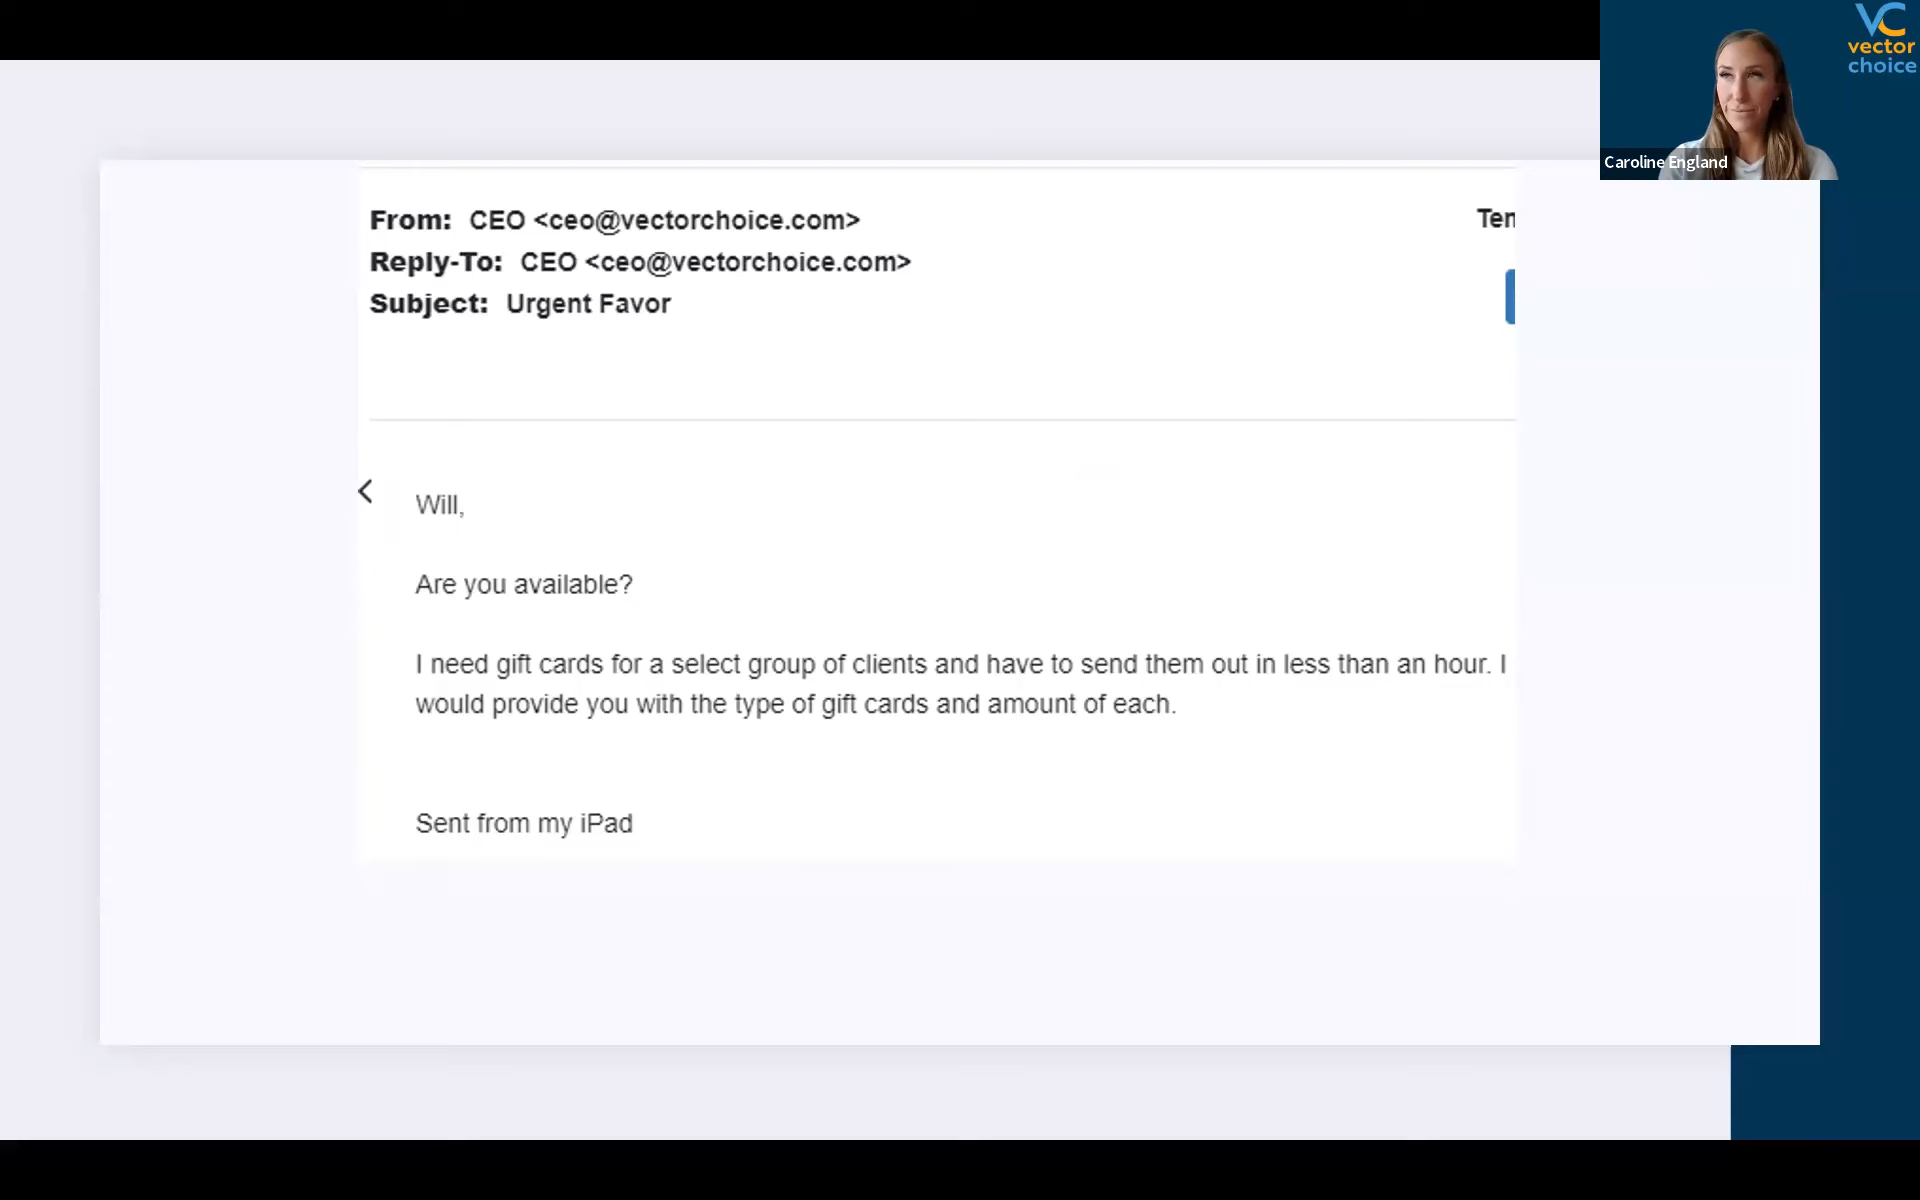 VC
vector
choice
Caroline England
From: CEO <ceo@vectorchoice.com>
Ten
Reply-To: CEO <ceo@vectorchoice.com>
Subject: Urgent Favor
Will,
Are you available?
I need gift cards for a select group of clients and have to send them out in less than an hour. I
would provide you with the type of gift cards and amount of each.
Sent from my iPad